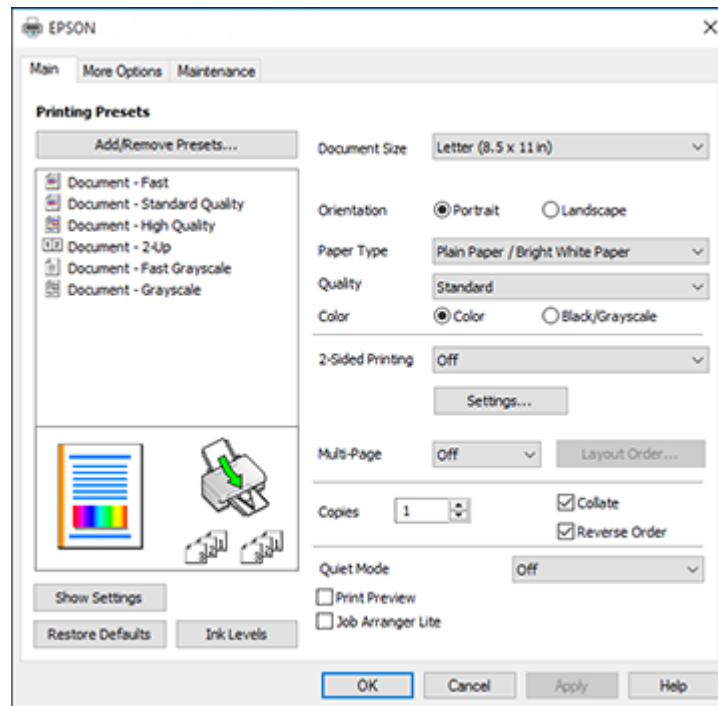 EPSON
Main More Options Maintenance
Printing Presets
Add/Remove Presets...
Document - Fast
Document - Standard Quality
Document - High Quality
Document - 2-Up
Document - Fast Grayscale
Document - Grayscale
Show Settings
Restore Defaults Ink Levels
Document Size Letter (8.5 x 11 in)
Orientation Portrait Landscape
Paper Type Plain Paper / Bright White Paper
Quality Standard
Color Color Black/Grayscale
2-Sided Printing Off
Settings...
Multi-Page Off Layout Order...
Copies 1 Collate
Reverse Order
Quiet Mode Off
Print Preview
Job Arranger Lite
OK Cancel Apply Help